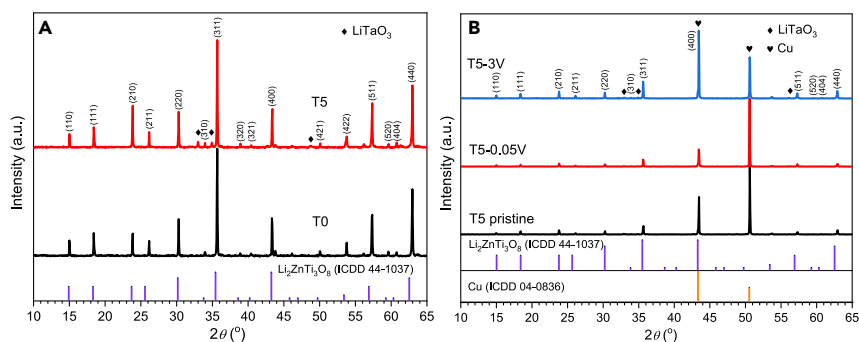 A
♦ LiTaO3
(110)
(111)
(210)
(211)
(220)
(310)
(311)
(320)
(321)
(400)
(421)
(422)
(511)
(520)
(404)
(440)
T5
T0
Li2ZnTi3O8 (ICDD 44-1037)
Intensity (a.u.)
10 15 20 25 30 35 40 45 50 55 60 65
2θ (°)
B
♦ LiTaO3
♥ Cu
T5-3V
(110)
(111)
(210)
(211)
(220)
(310)
(311)
(400)
(511)
(520)
(404)
(440)
T5-0.05V
T5 pristine
Li2ZnTi3O8 (ICDD 44-1037)
Cu (ICDD 04-0836)
Intensity (a.u.)
10 15 20 25 30 35 40 45 50 55 60 65
2θ (°)